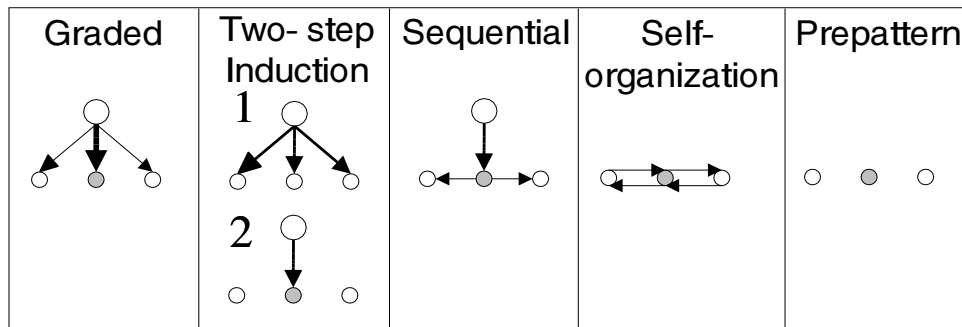 Graded
Two- step
Induction
1
2
Sequential
Self-
organization
Prepattern